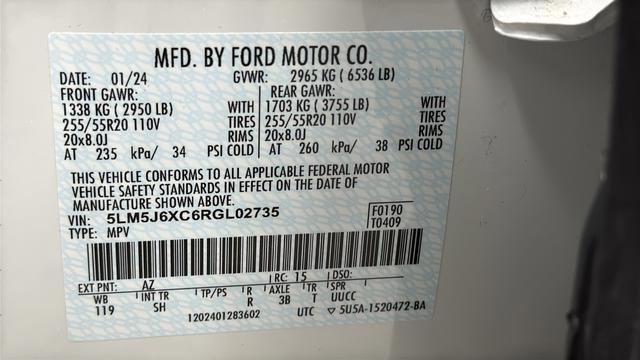 MFD. BY FORD MOTOR CO.
DATE: 01/24 GVWR: 2965 KG ( 6536 LB)
FRONT GAWR: REAR GAWR:
1338 KG ( 2950 LB) WITH 1703 KG ( 3755 LB) WITH
255/55R20 110V TIRES 255/55R20 110V TIRES
20x8.0J RIMS 20x8.0J RIMS
AT 235 kPa/ 34 PSI COLD AT 260 kPa/ 38 PSI COLD
THIS VEHICLE CONFORMS TO ALL APPLICABLE FEDERAL MOTOR
VEHICLE SAFETY STANDARDS IN EFFECT ON THE DATE OF
MANUFACTURE SHOWN ABOVE.
VIN: 5LM5J6XC6RGL02735 F0190
TYPE: MPV T0409
EXT PNT: AZ RC: 15 DSO:
WB INT TR TP/PS R AXLE TR T
119 SH R 3B T UUCC
1202401283602 UTC ▽ 5U5A-1520472-BA